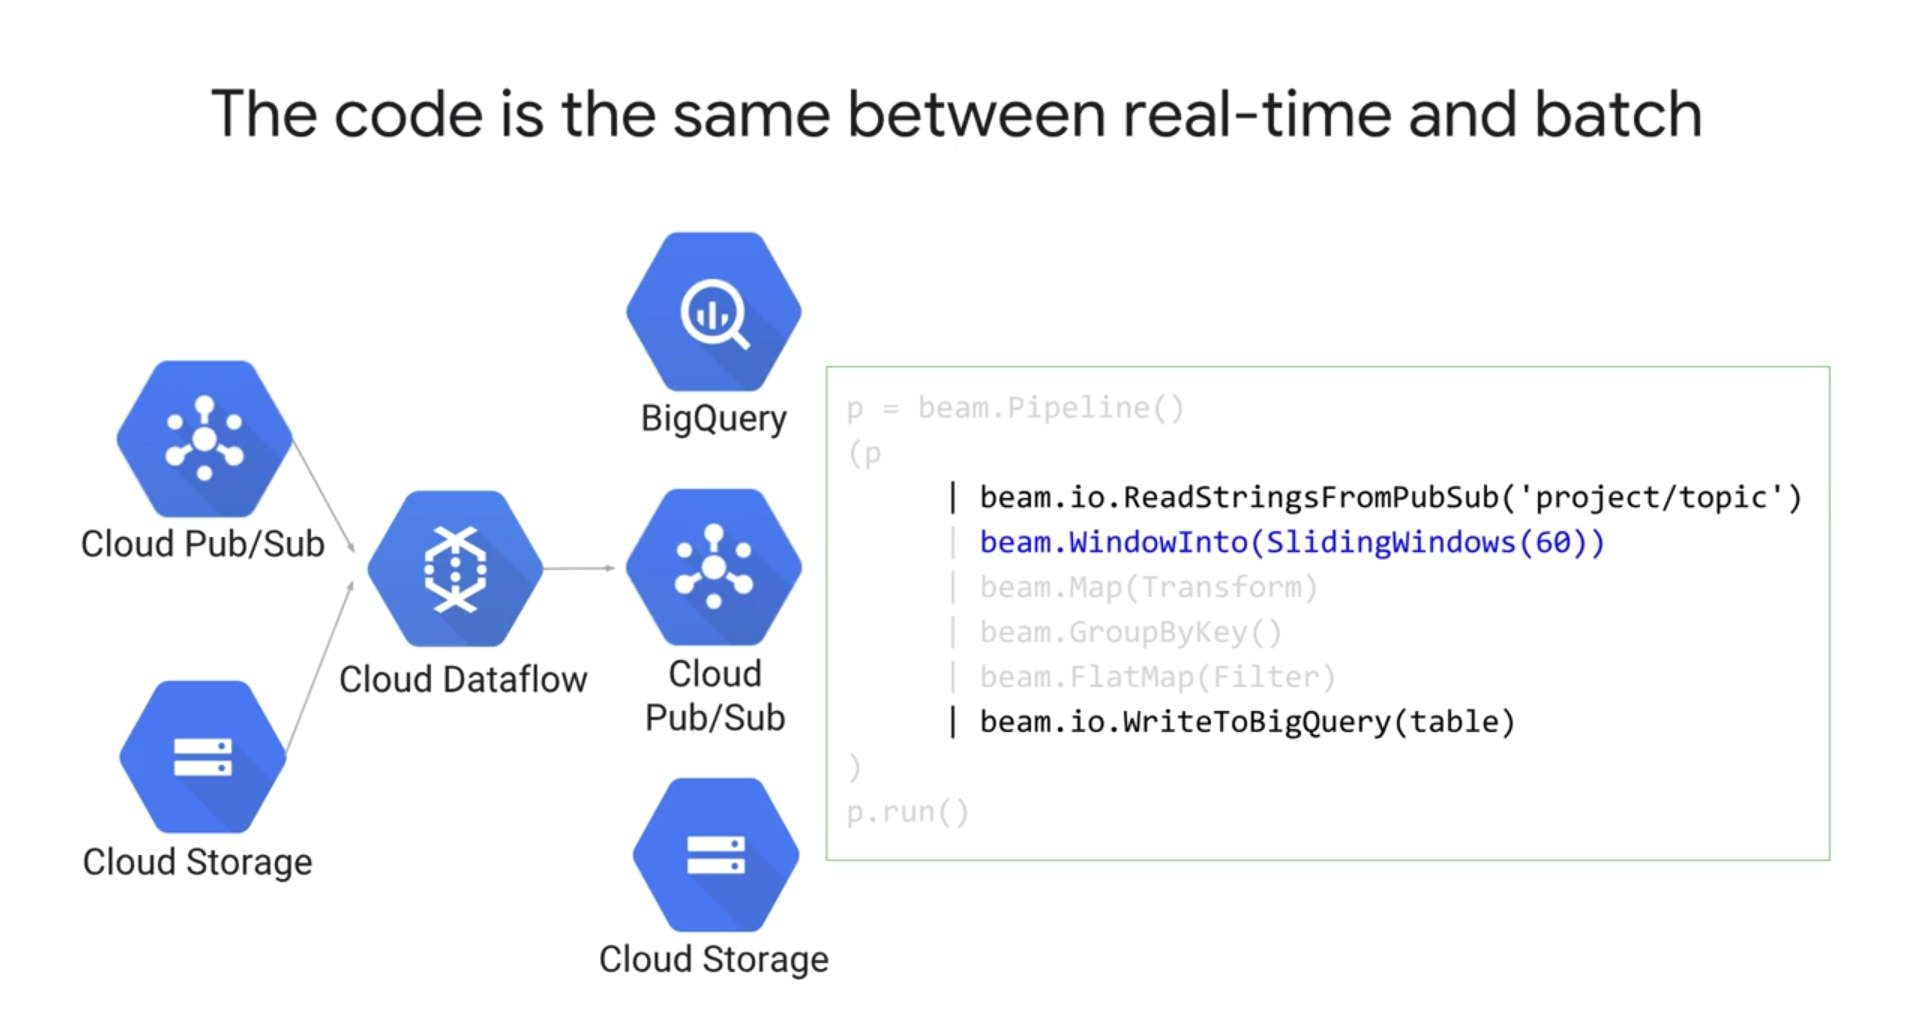 The code is the same between real-time and batch
BigQuery
Cloud Pub/Sub
Cloud Dataflow
Cloud
Pub/Sub
Cloud Storage
Cloud Storage
p = beam.Pipeline()
(p
| beam.io.ReadStringsFromPubSub('project/topic')
| beam.WindowInto(SlidingWindows(60))
| beam.Map(Transform)
| beam.GroupByKey()
| beam.FlatMap(Filter)
| beam.io.WriteToBigQuery(table)
)
p.run()